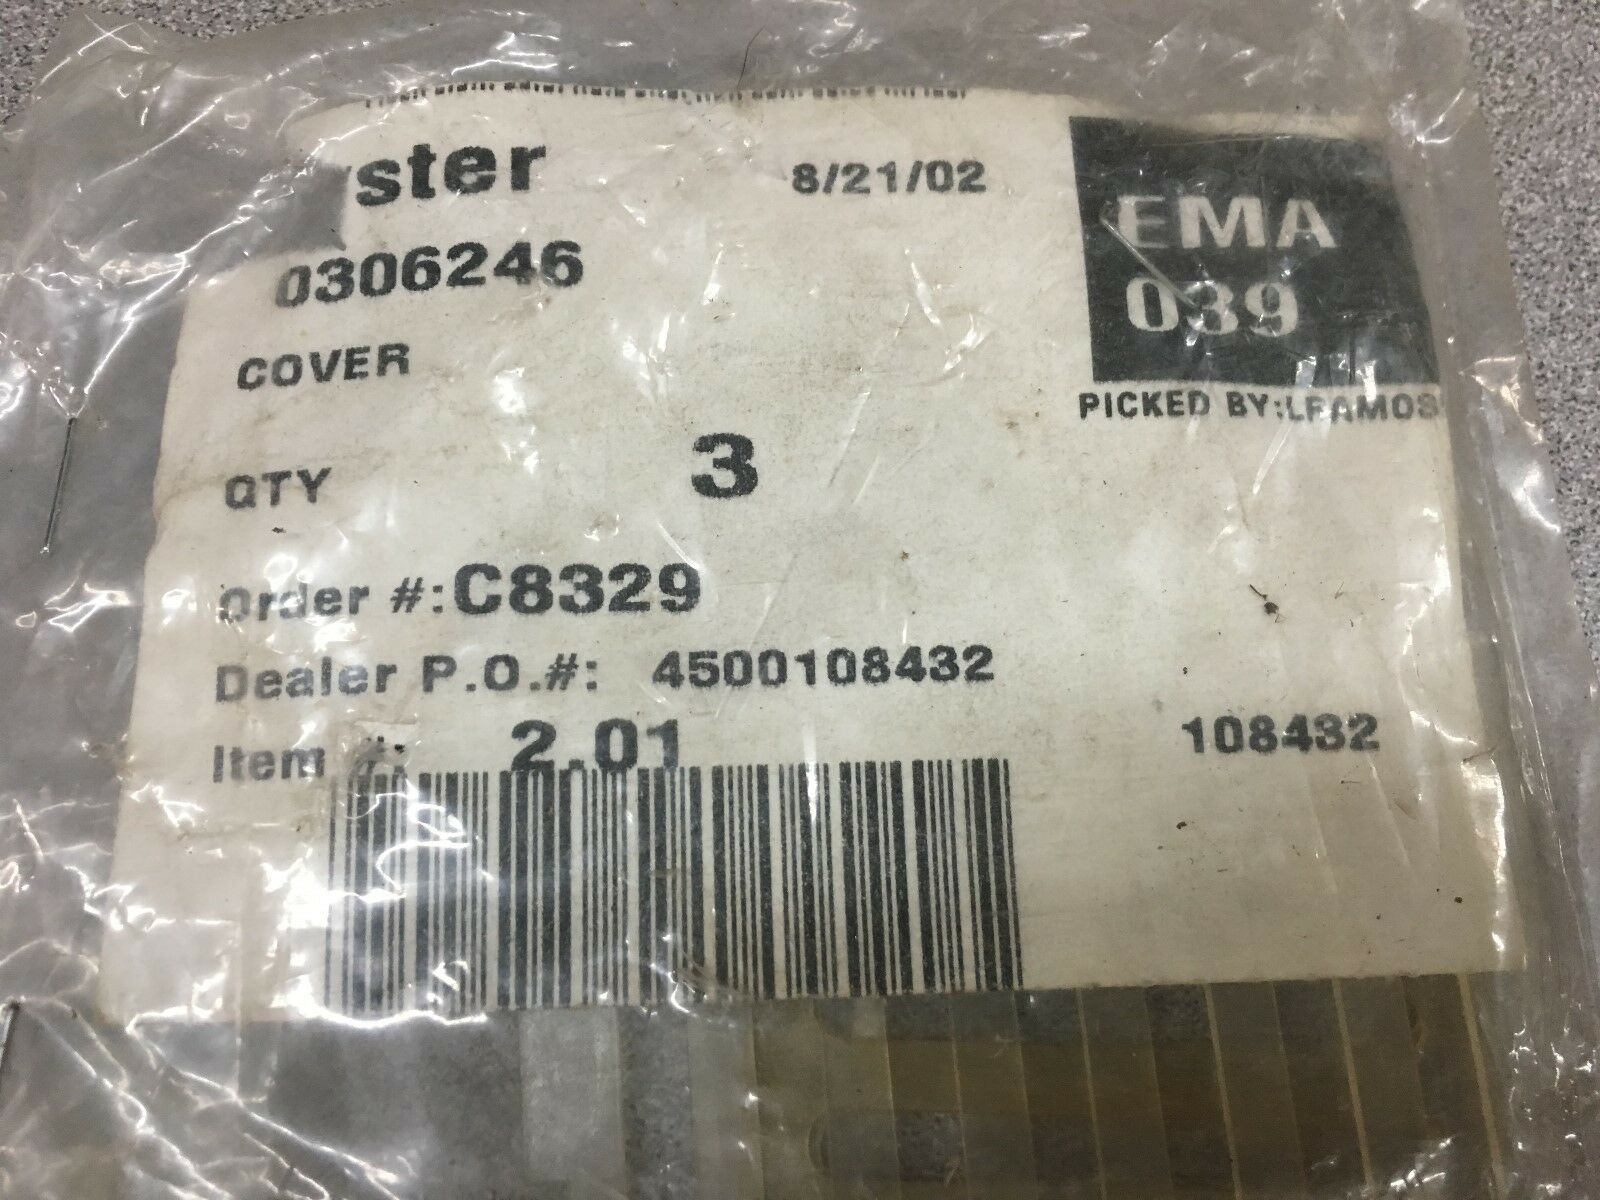 yster
8/21/02
EMA
039
0306246
COVER
PICKED BY:LRAMOS
QTY 3
Order #:C8329
Dealer P.O.#: 4500108432
Item #: 2.01
108432